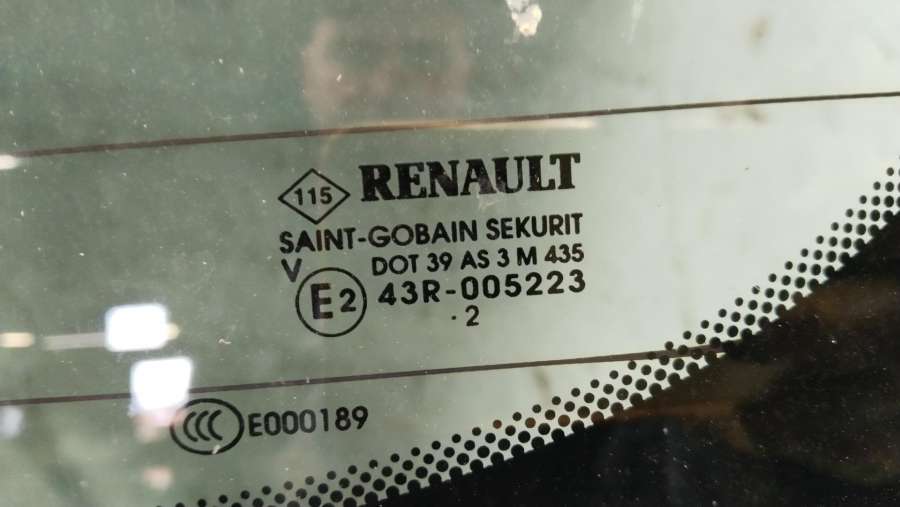 115 RENAULT
SAINT-GOBAIN SEKURIT
V DOT 39 AS 3 M 435
E2 43R-005223
. 2
CCC E000189